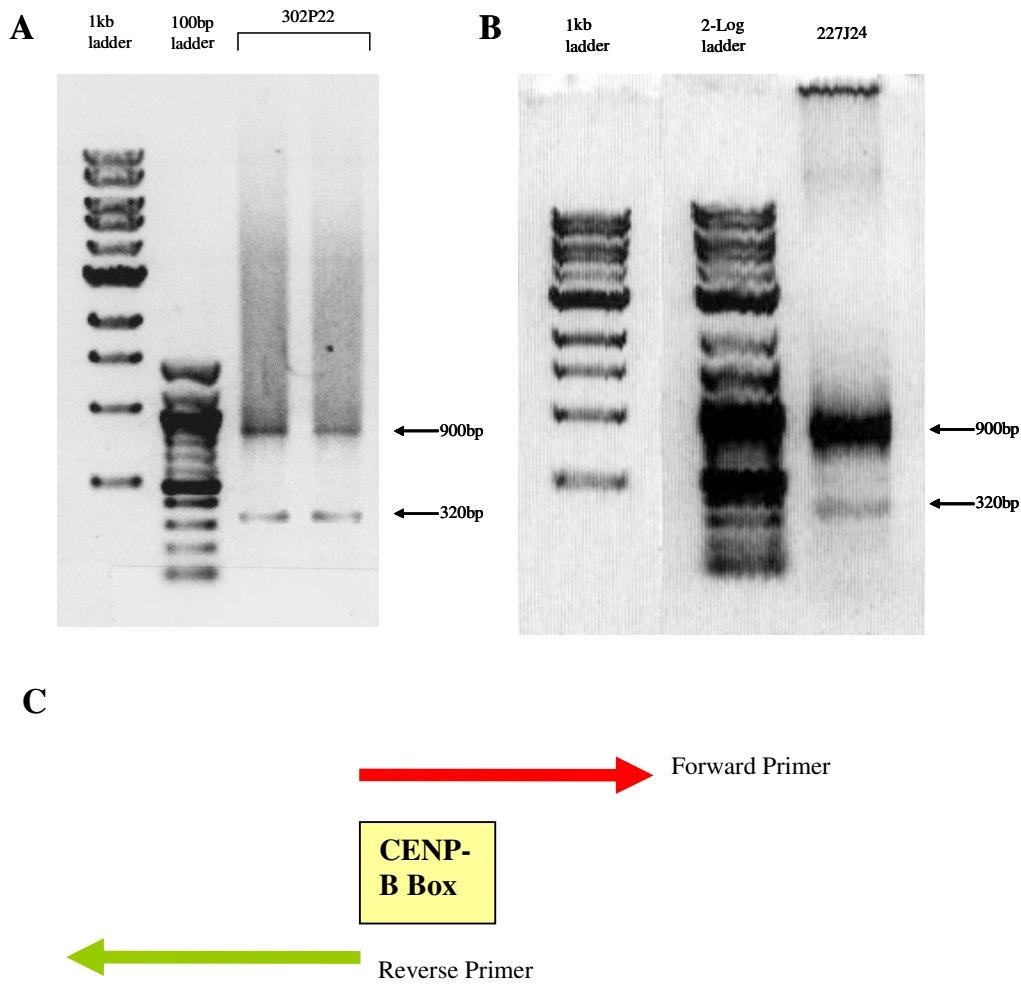 A
1kb
ladder
100bp
ladder
302P22
900bp
320bp
B
1kb
ladder
2-Log
ladder
227J24
900bp
320bp
C
Forward Primer
CENP-
B Box
Reverse Primer